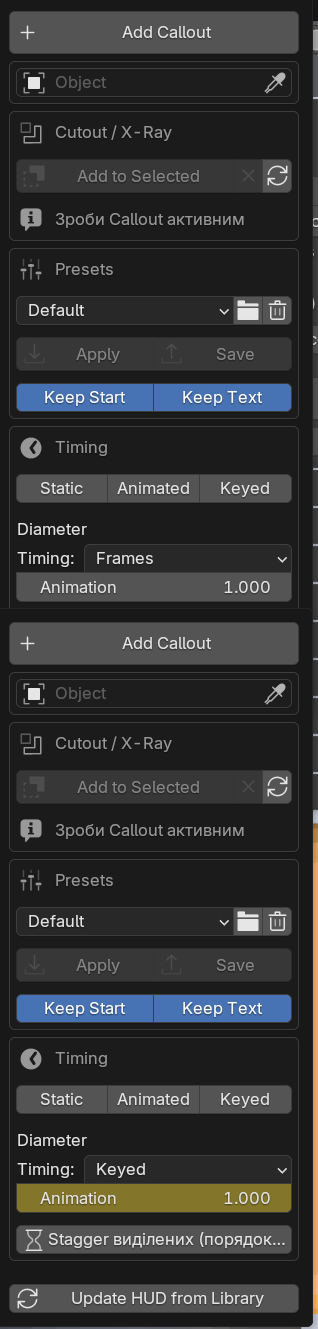 Add Callout
Object
Cutout / X-Ray
Add to Selected
Зроби Callout активним
Presets
Default
Apply Save
Keep Start Keep Text
Timing
Static Animated Keyed
Diameter
Timing: Frames
Animation 1.000
Add Callout
Object
Cutout / X-Ray
Add to Selected
Зроби Callout активним
Presets
Default
Apply Save
Keep Start Keep Text
Timing
Static Animated Keyed
Diameter
Timing: Keyed
Animation 1.000
Stagger виділених (порядок...
Update HUD from Library